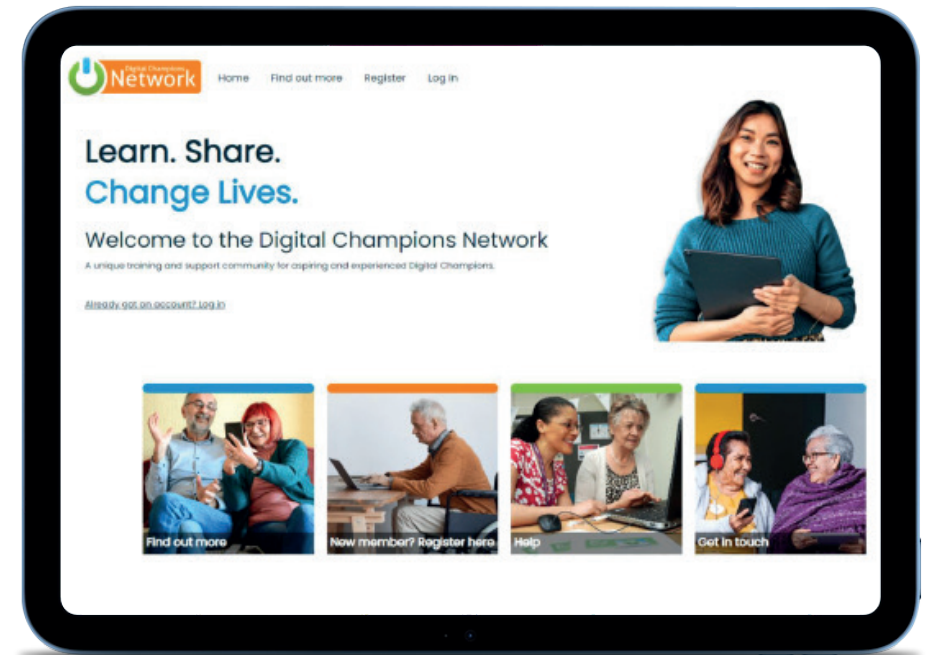 Digital Champions
Network
Home Find out more Register Log in
Learn. Share.
Change Lives.
Welcome to the Digital Champions Network
A unique training and support community for aspiring and experienced Digital Champions.
Already got an account? Log in
Find out more
New member? Register here
Help
Get in touch